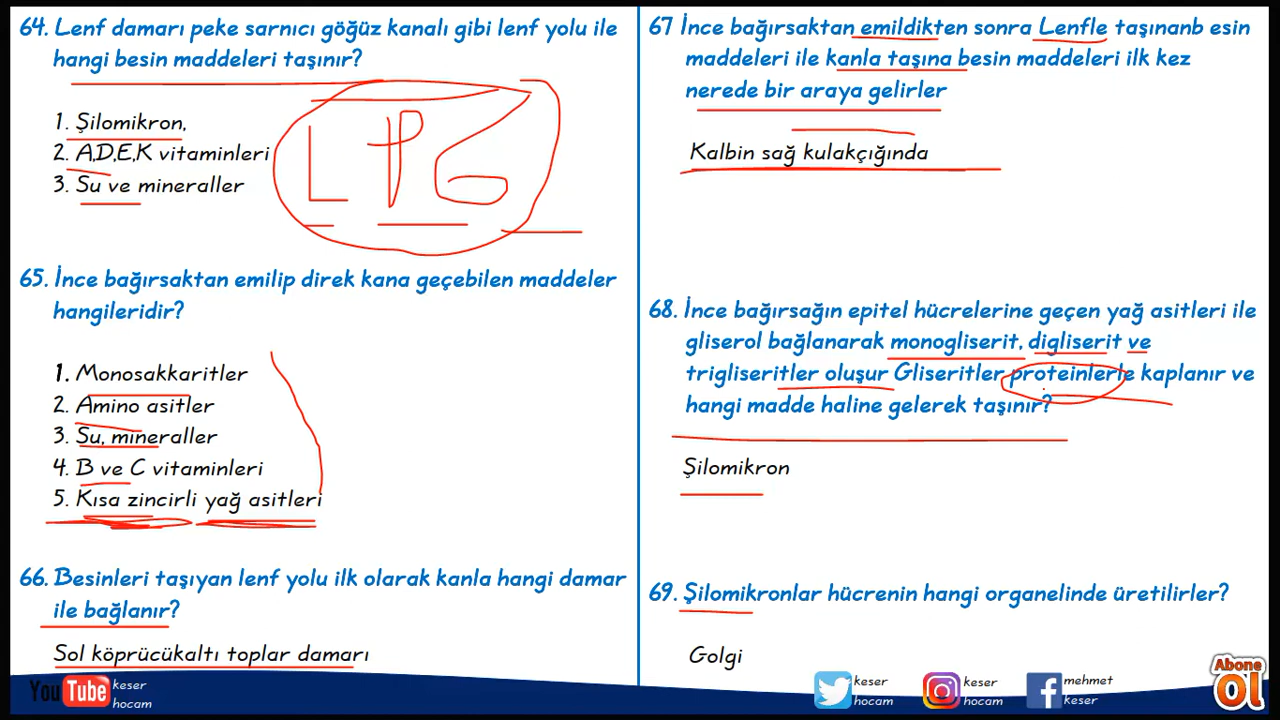 64. Lenf damarı peke sarnıcı göğüz kanalı gibi lenf yolu ile
hangi besin maddeleri taşınır?
1. Şilomikron,
2. A,D,E,K vitaminleri
3. Su ve mineraller
L P G
65. İnce bağırsaktan emilip direk kana geçebilen maddeler
hangileridir?
1. Monosakkaritler
2. Amino asitler
3. Su, mineraller
4. B ve C vitaminleri
5. Kısa zincirli yağ asitleri
66. Besinleri taşıyan lenf yolu ilk olarak kanla hangi damar
ile bağlanır?
Sol köprücükaltı toplar damarı
67 İnce bağırsaktan emildikten sonra Lenfle taşınanb esin
maddeleri ile kanla taşına besin maddeleri ilk kez
nerede bir araya gelirler
Kalbin sağ kulakçığında
68. İnce bağırsağın epitel hücrelerine geçen yağ asitleri ile
gliserol bağlanarak monogliserit, digliserit ve
trigliseritler oluşur Gliseritler proteinlerle kaplanır ve
hangi madde haline gelerek taşınır?
Şilomikron
69. Şilomikronlar hücrenin hangi organelinde üretilirler?
Golgi
YouTube keser
hocam
keser
hocam
keser
hocam
mehmet
keser
Abone
Ol